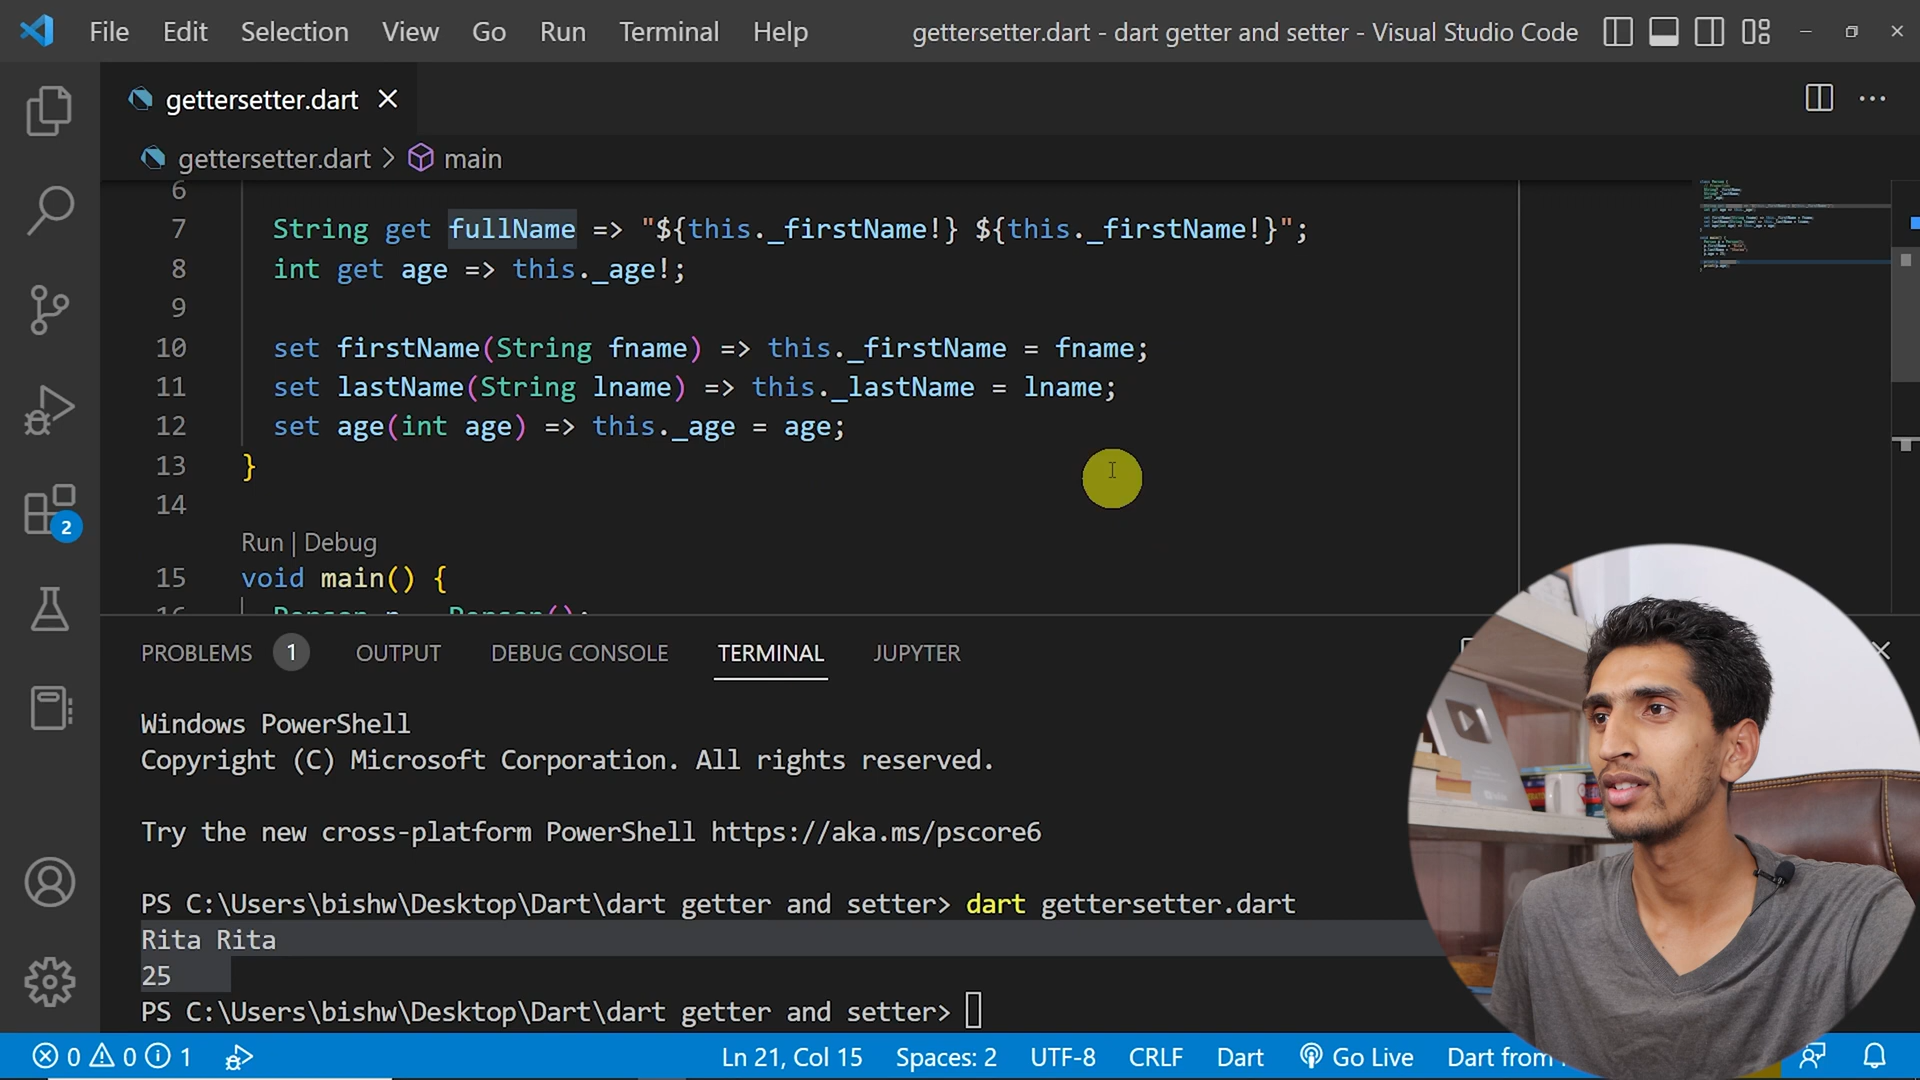 File Edit Selection View Go Run Terminal Help gettersetter.dart - dart getter and setter - Visual Studio Code
gettersetter.dart
gettersetter.dart > main
6
7 String get fullName => "${this._firstName!} ${this._firstName!}";
8 int get age => this._age!;
9
10 set firstName(String fname) => this._firstName = fname;
11 set lastName(String lname) => this._lastName = lname;
12 set age(int age) => this._age = age;
13 }
14
Run | Debug
15 void main() {
16 Person p = Person();
2
PROBLEMS 1 OUTPUT DEBUG CONSOLE TERMINAL JUPYTER
Windows PowerShell
Copyright (C) Microsoft Corporation. All rights reserved.
Try the new cross-platform PowerShell https://aka.ms/pscore6
PS C:\Users\bishw\Desktop\Dart\dart getter and setter> dart gettersetter.dart
Rita Rita
25
PS C:\Users\bishw\Desktop\Dart\dart getter and setter>
0 0 1 Ln 21, Col 15 Spaces: 2 UTF-8 CRLF Dart Go Live Dart from